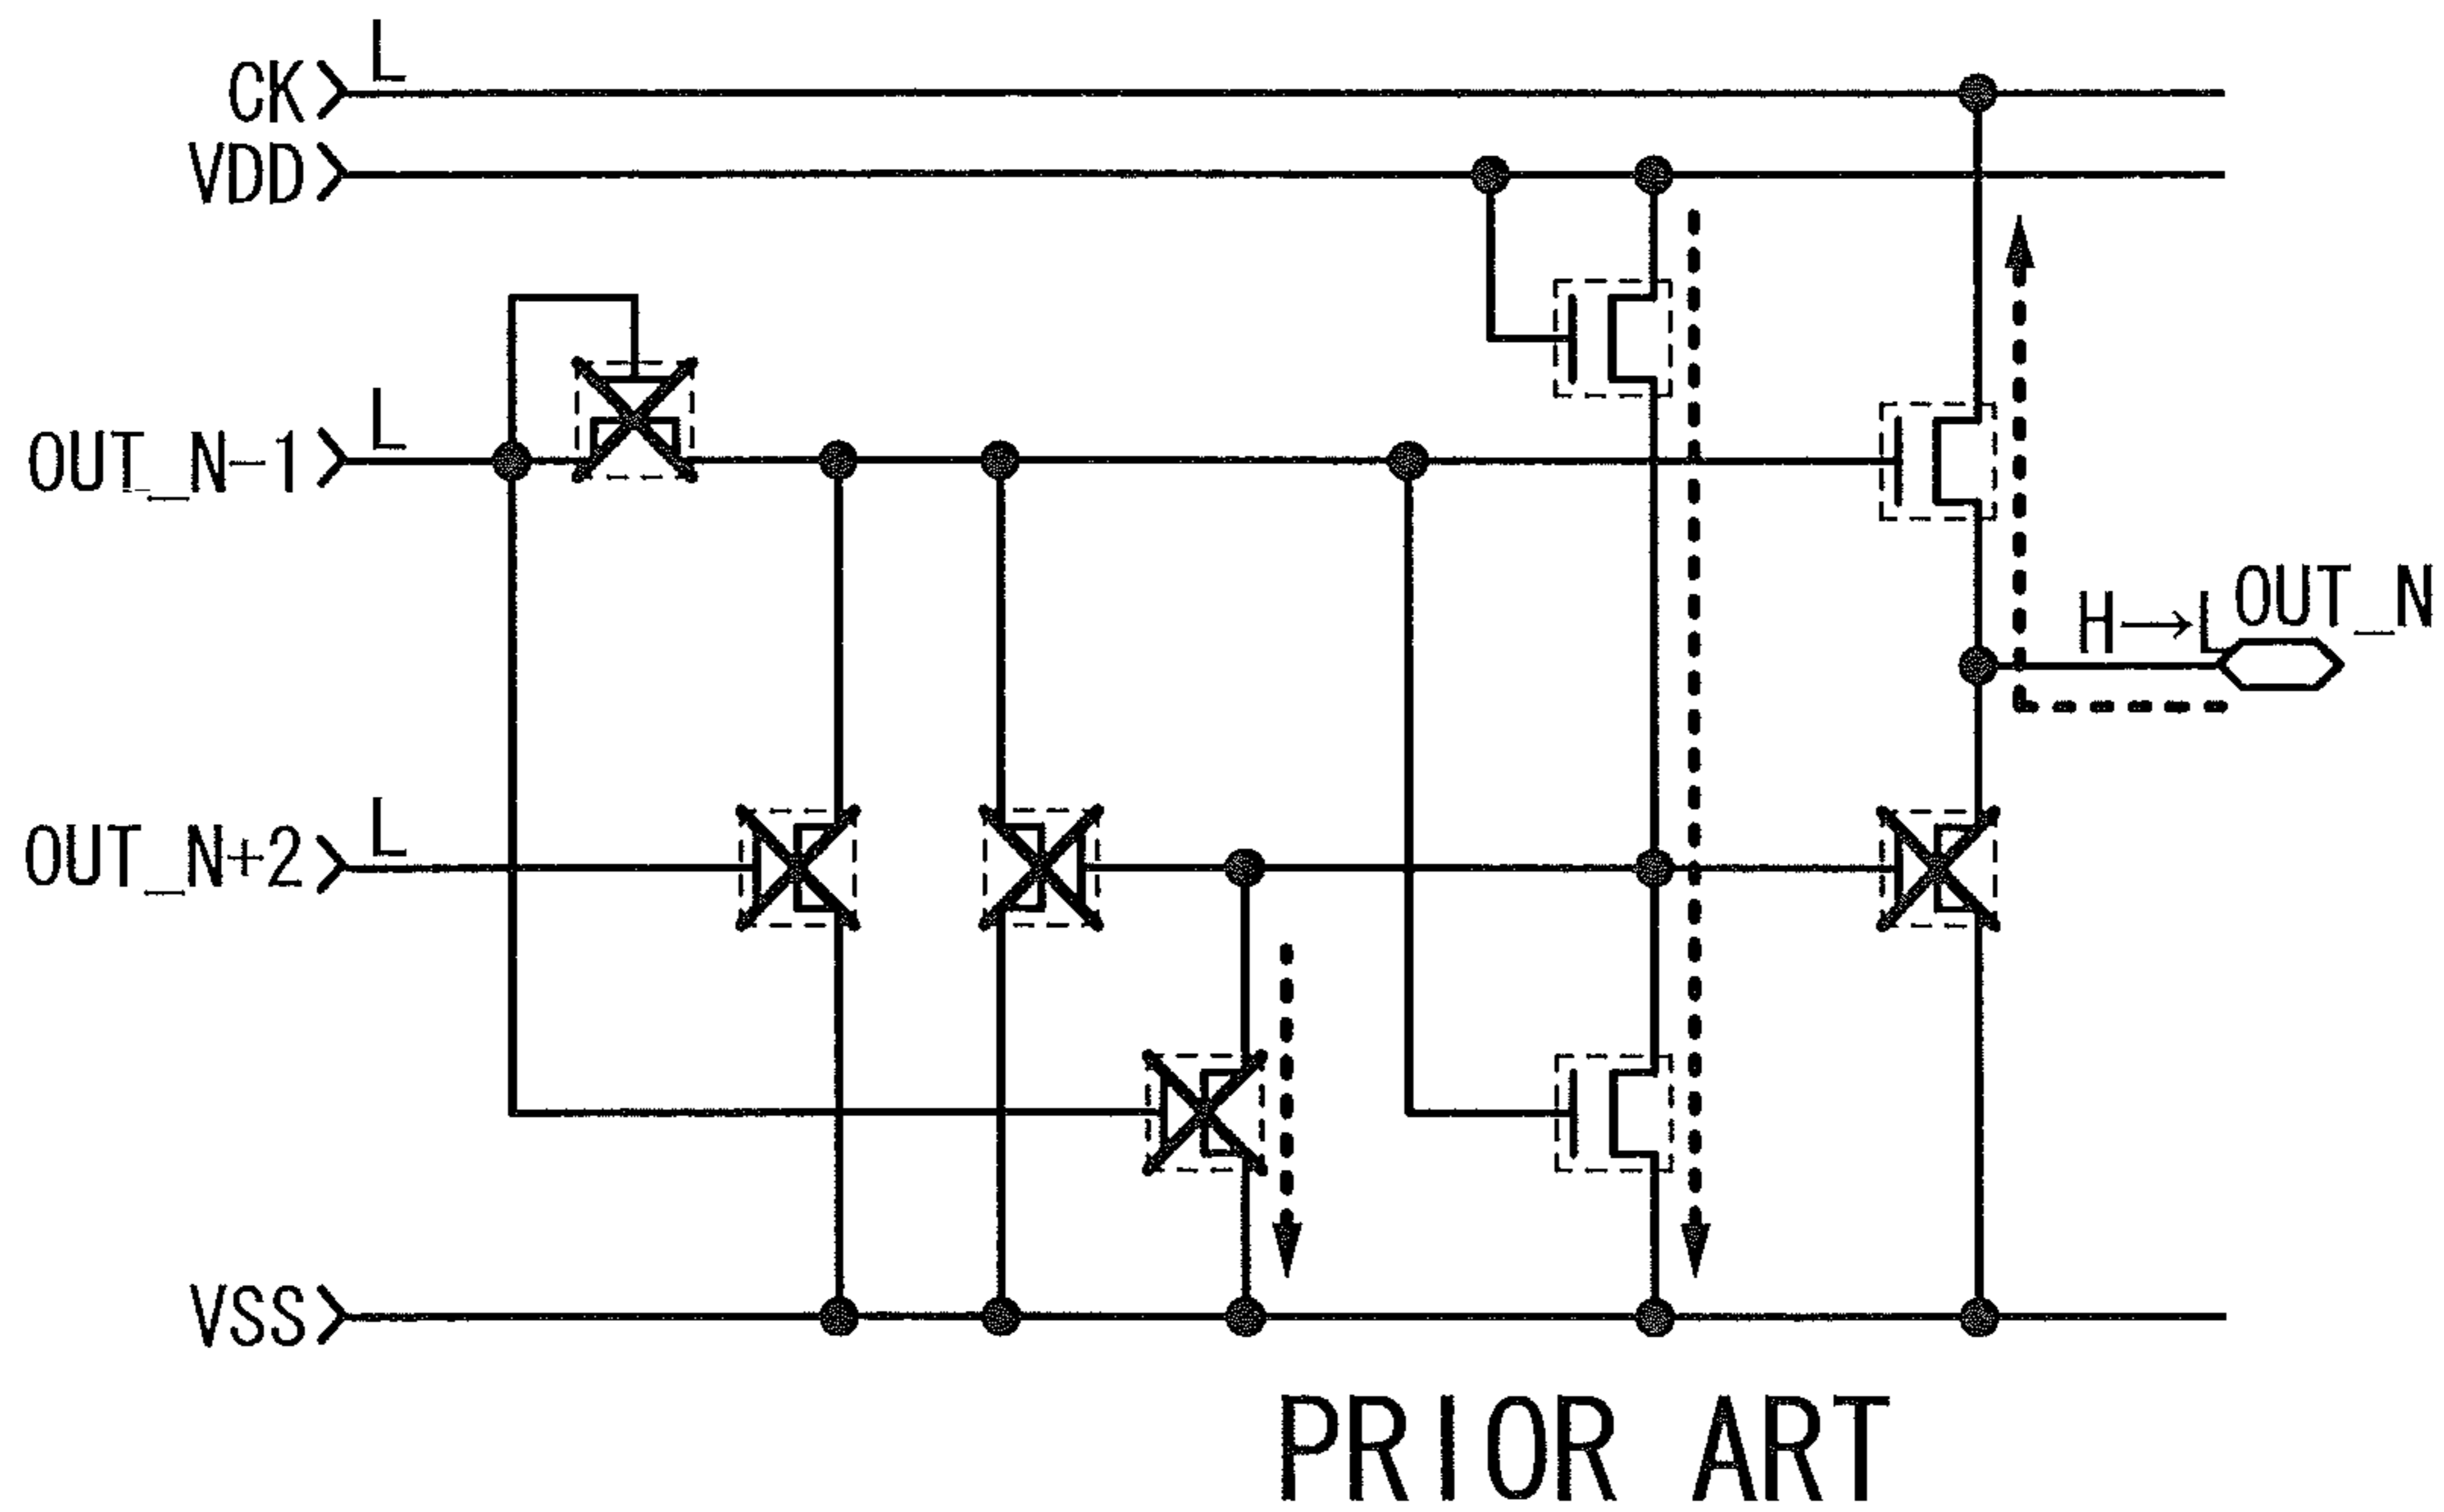 L
CK
VDD
L
OUT_N-1
H→L OUT_N
L
OUT_N+2
VSS
PRIOR ART